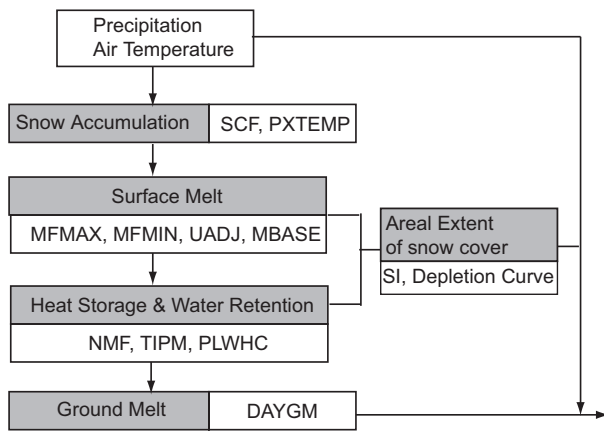 Precipitation
Air Temperature
Snow Accumulation
SCF, PXTEMP
Surface Melt
MFMAX, MFMIN, UADJ, MBASE
Areal Extent
of snow cover
SI, Depletion Curve
Heat Storage & Water Retention
NMF, TIPM, PLWHC
Ground Melt
DAYGM